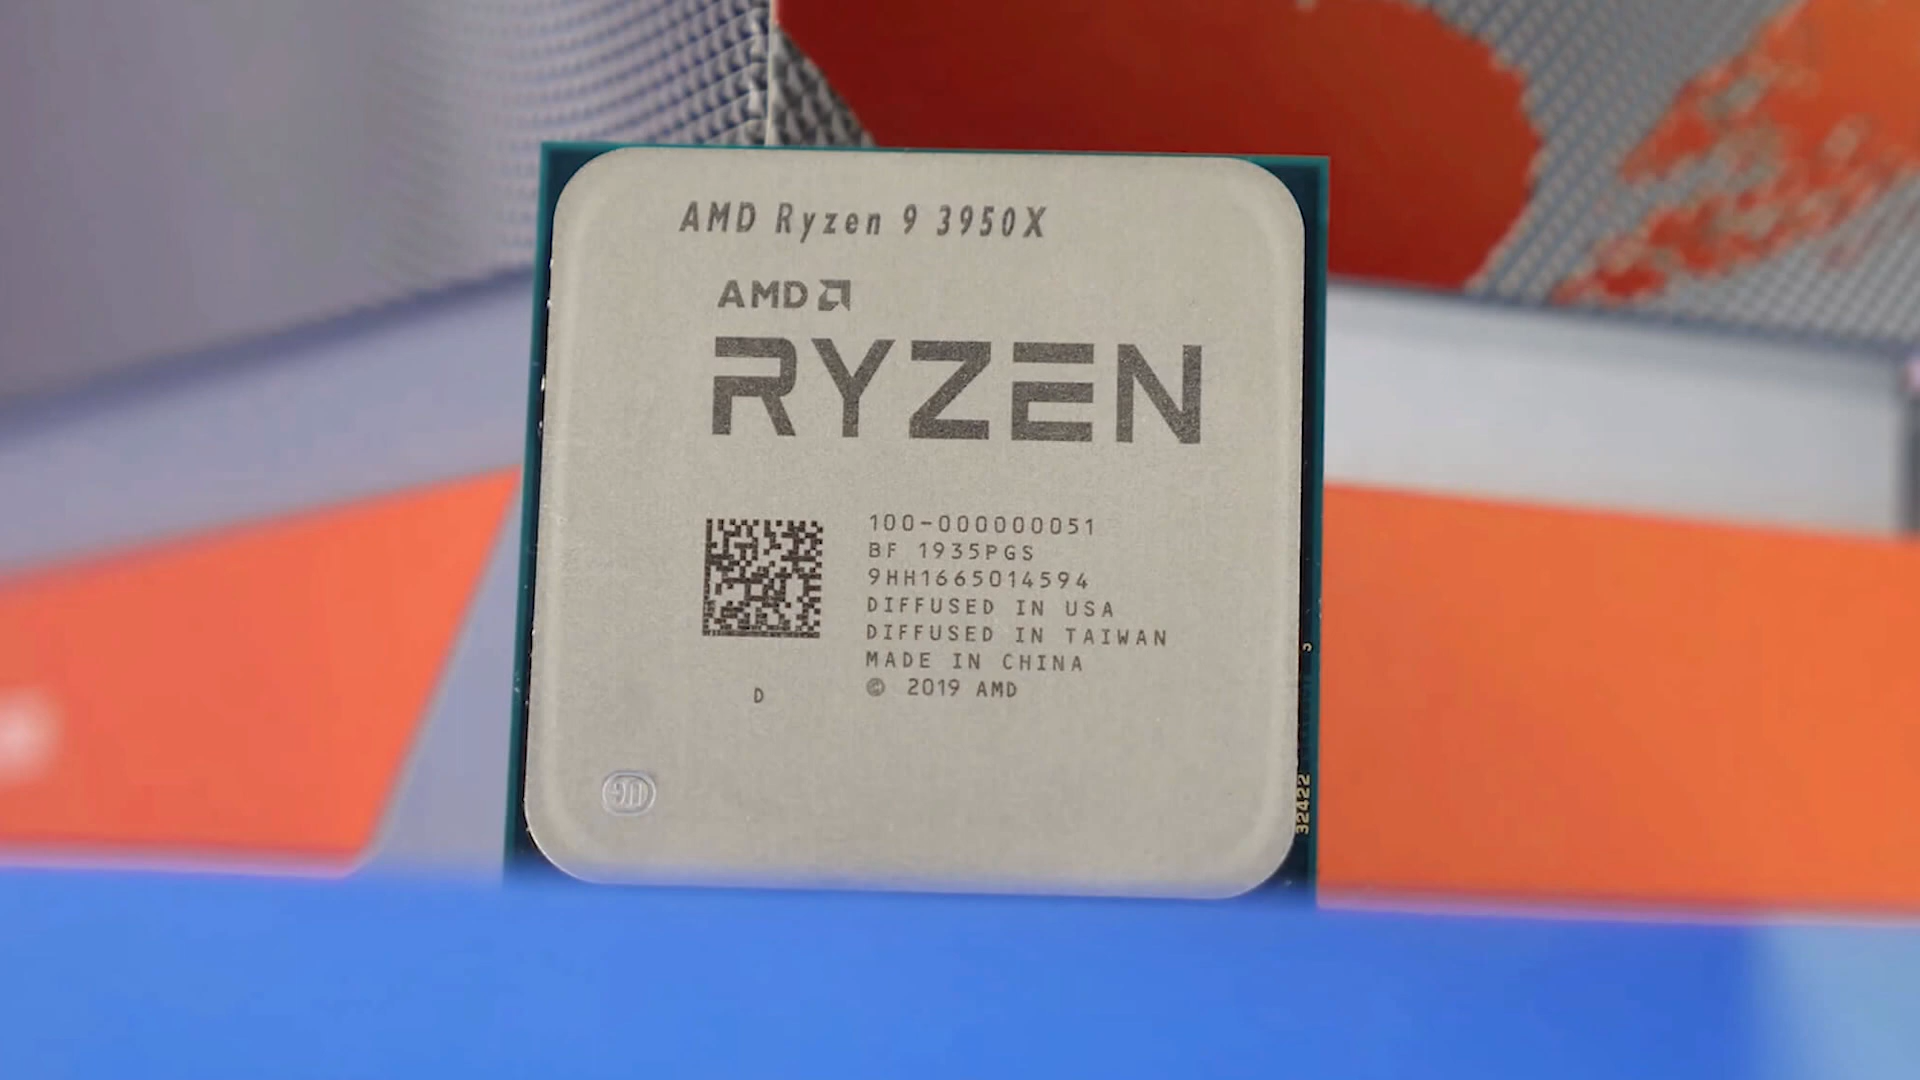 AMD Ryzen 9 3950X
AMD
RYZEN
100-000000051
BF 1935PGS
9HH1665014594
DIFFUSED IN USA
DIFFUSED IN TAIWAN
MADE IN CHINA
© 2019 AMD
D
32422